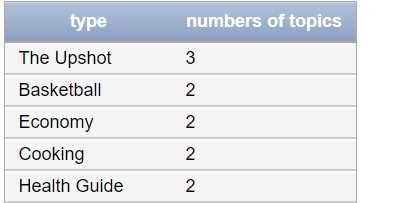 type numbers of topics
The Upshot 3
Basketball 2
Economy 2
Cooking 2
Health Guide 2